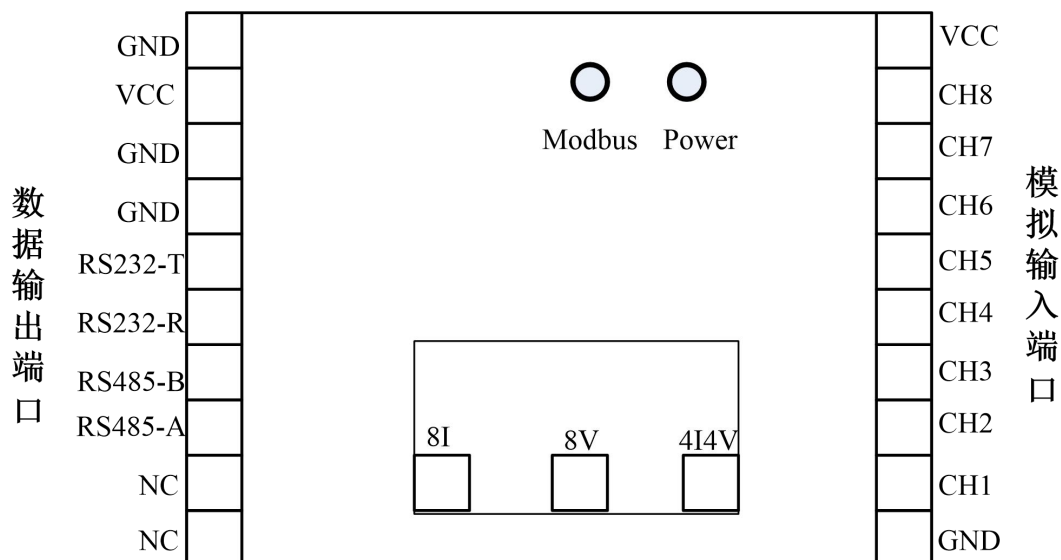 数据输出端口
GND
VCC
GND
GND
RS232-T
RS232-R
RS485-B
RS485-A
NC
NC
Modbus
Power
8I
8V
4I4V
VCC
CH8
CH7
CH6
CH5
CH4
CH3
CH2
CH1
GND
模拟输入端口